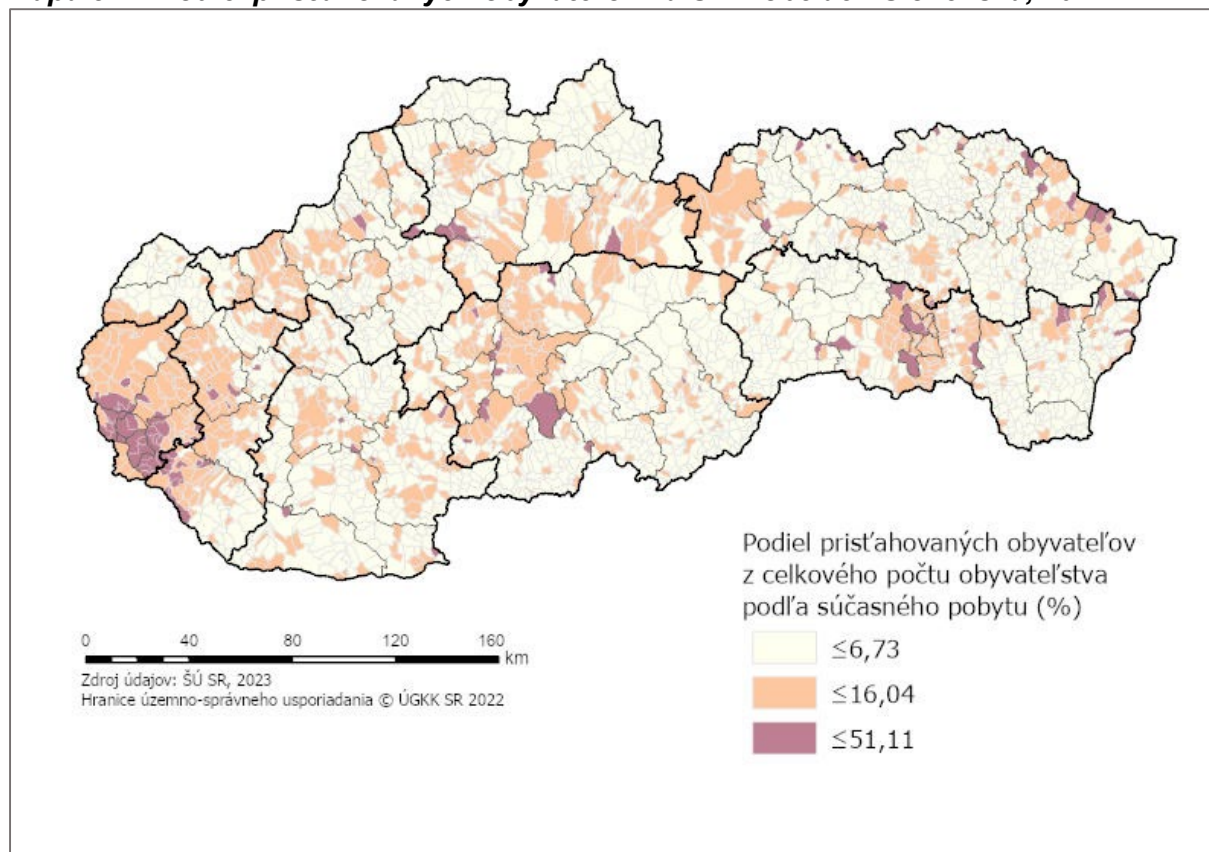 Podiel prisťahovaných obyvateľov
z celkového počtu obyvateľstva
podľa súčasného pobytu (%)
≤6,73
≤16,04
≤51,11
0 40 80 120 160
km
Zdroj údajov: ŠÚ SR, 2023
Hranice územno-správneho usporiadania © ÚGKK SR 2022